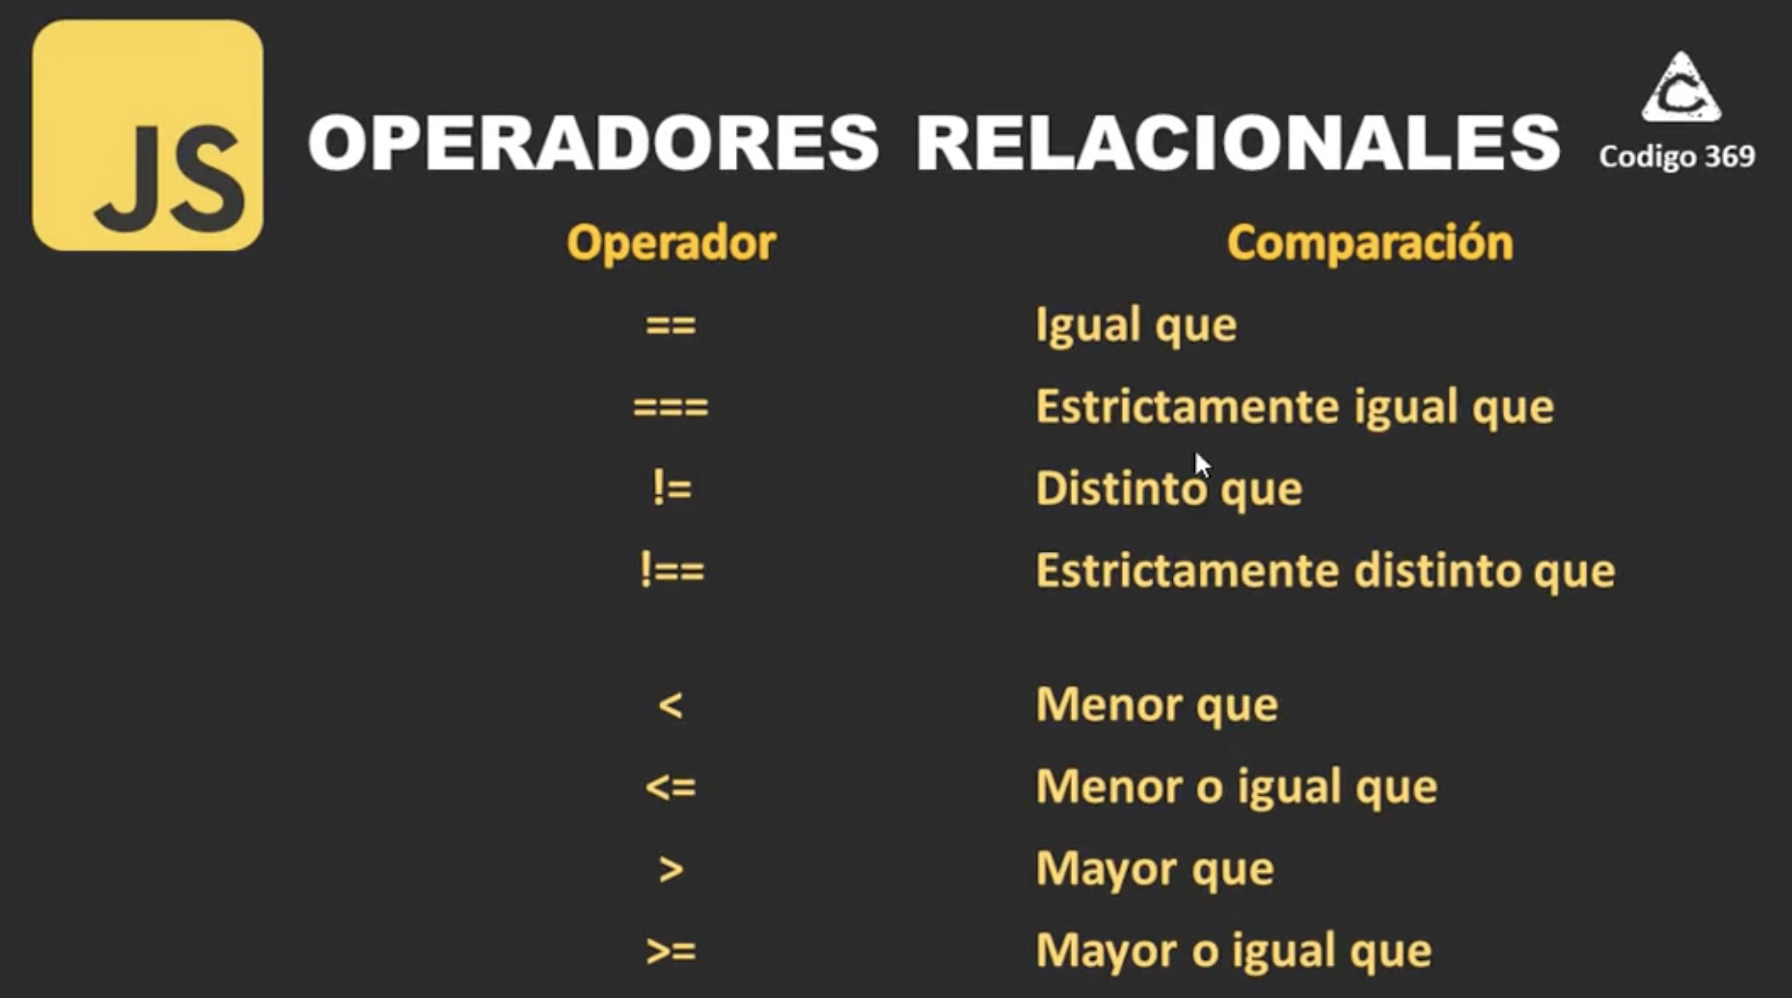 JS
OPERADORES RELACIONALES
Codigo 369
Operador Comparación
== Igual que
=== Estrictamente igual que
!= Distinto que
!== Estrictamente distinto que
< Menor que
<= Menor o igual que
> Mayor que
>= Mayor o igual que